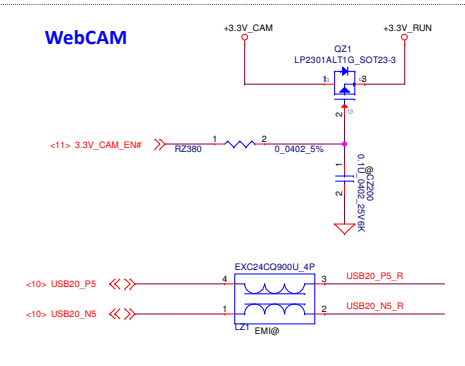 WebCAM
+3.3V_CAM
+3.3V_RUN
QZ1
LP2301ALT1G_SOT23-3
1
3
2
G
<11> 3.3V_CAM_EN#
1
2
RZ380
0_0402_5%
1
2
@CZ200
0.1U_0402_25V6K
EXC24CQ900U_4P
<10> USB20_P5
4
3
USB20_P5_R
<10> USB20_N5
1
2
USB20_N5_R
LZ1
EMI@